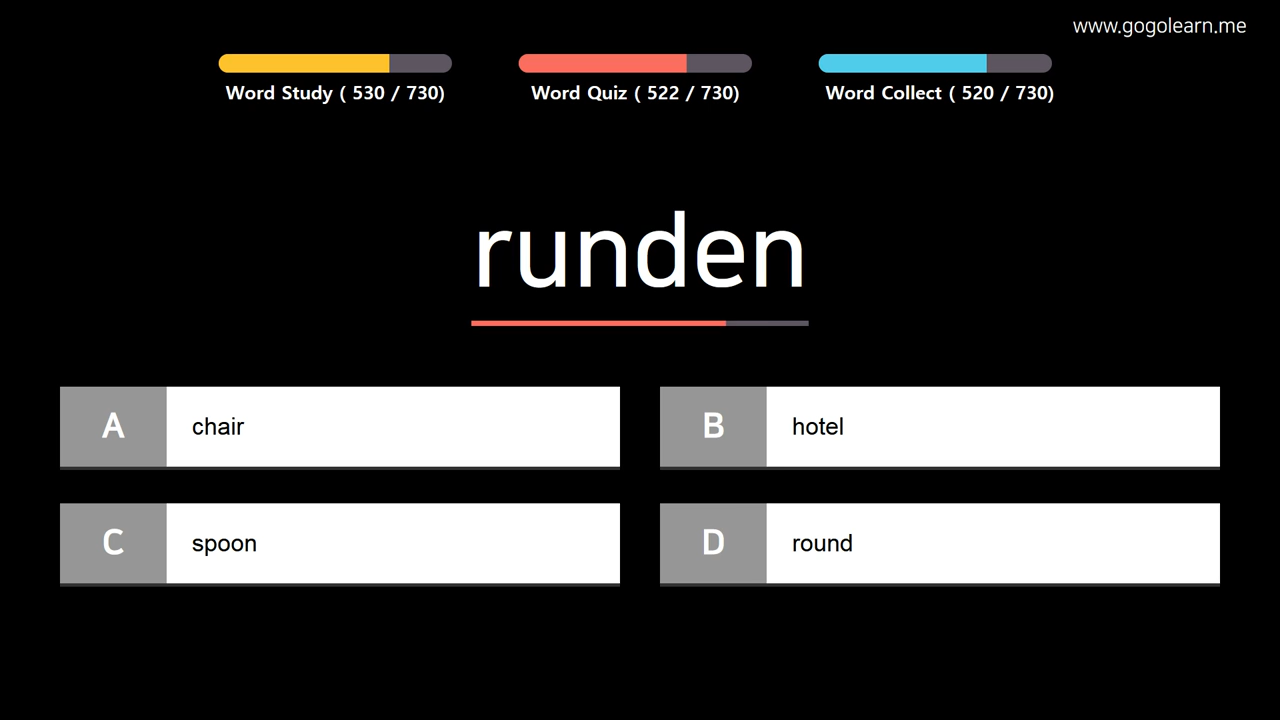 www.gogolearn.me
Word Study ( 530 / 730)
Word Quiz ( 522 / 730)
Word Collect ( 520 / 730)
runden
A chair
B hotel
C spoon
D round